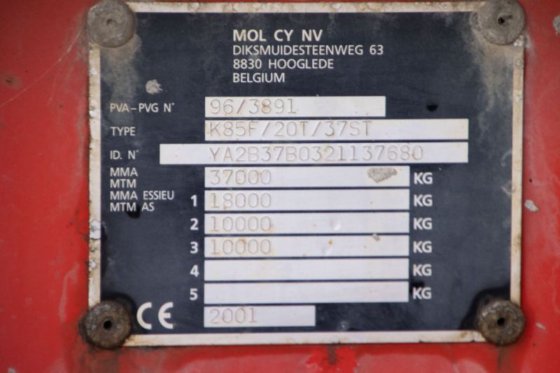 MOL CY NV
DIKSMUIDESTEENWEG 63
8830 HOOGLEDE
BELGIUM
PVA-PVG N° 96/3891
TYPE K85F/20T/37ST
ID. N° YA2B37B0321137680
MMA
MTM 37000 KG
MMA ESSIEU
MTM AS 1 18000 KG
2 10000 KG
3 10000 KG
4 KG
5 KG
CE 2001